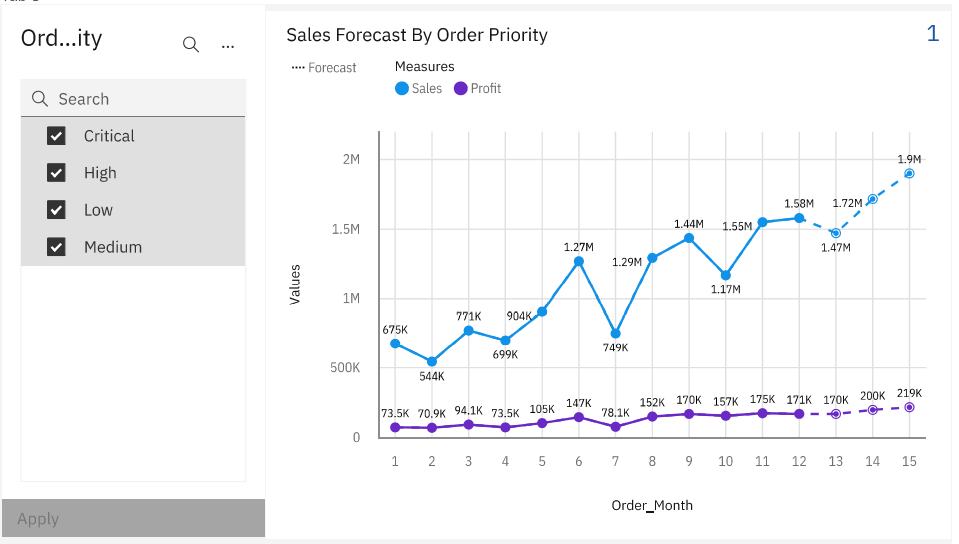 Ord...ity
...
Search
Critical
High
Low
Medium
Apply
Sales Forecast By Order Priority
1
Forecast
Measures
Sales
Profit
Values
2M
1.5M
1M
500K
0
675K
544K
771K
699K
904K
1.27M
749K
1.29M
1.44M
1.17M
1.55M
1.58M
1.47M
1.72M
1.9M
73.5K 70.9K 94.1K 73.5K 105K 147K 78.1K 152K 170K 157K 175K 171K 170K 200K 219K
1 2 3 4 5 6 7 8 9 10 11 12 13 14 15
Order_Month